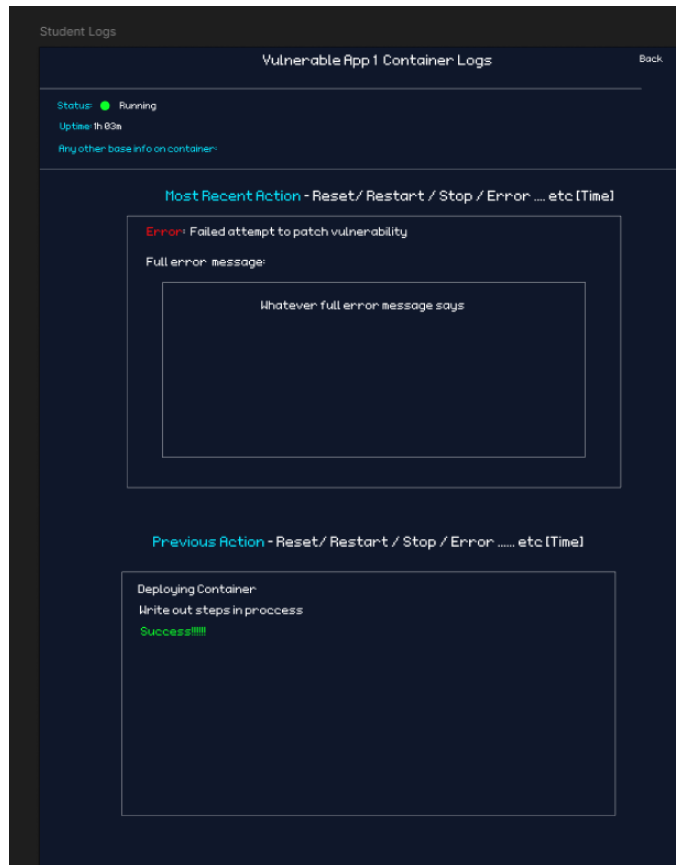 Student Logs
Vulnerable App 1 Container Logs
Back
Status: Running
Uptime: 1h 03m
Any other base info on container:
Most Recent Action - Reset/ Restart / Stop / Error .... etc [Time]
Error: Failed attempt to patch vulnerability
Full error message:
Whatever full error message says
Previous Action - Reset/ Restart / Stop / Error ...... etc [Time]
Deploying Container
Write out steps in proccess
Success!!!!!!